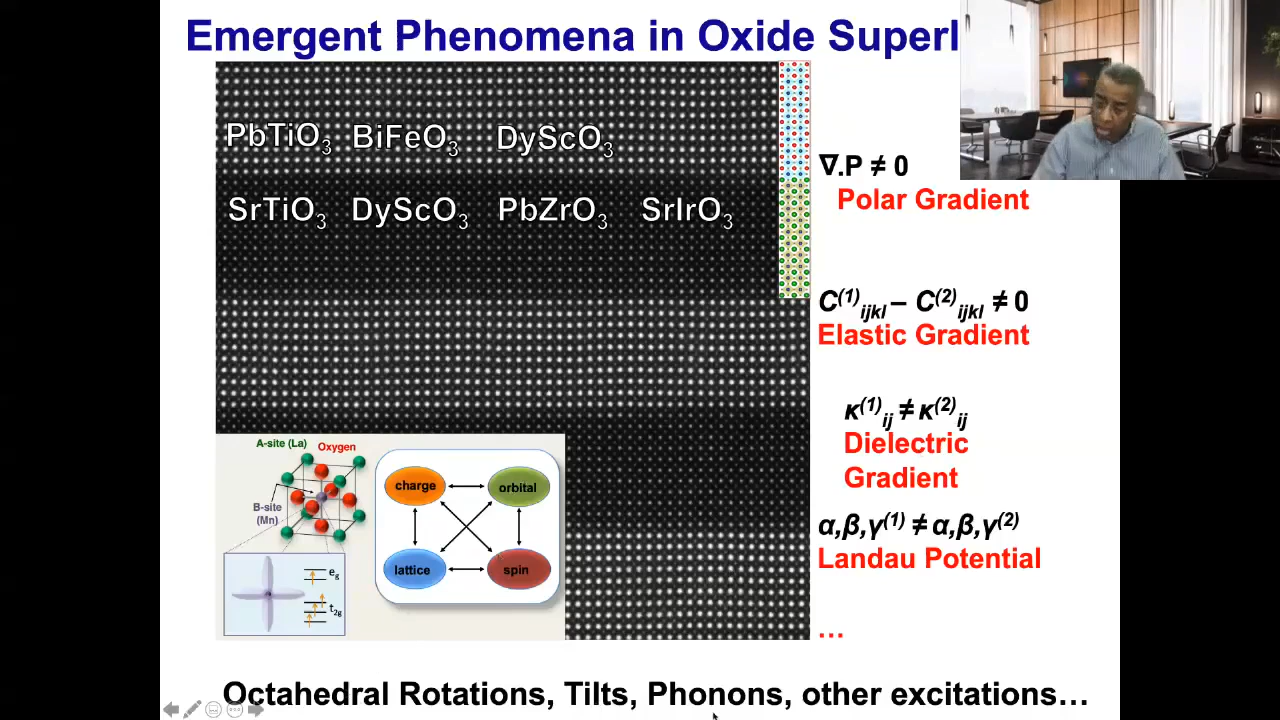 Emergent Phenomena in Oxide Superl
PbTiO3 BiFeO3 DyScO3
SrTiO3 DyScO3 PbZrO3 SrIrO3
∇.P ≠ 0
Polar Gradient
C(1)ijkl – C(2)ijkl ≠ 0
Elastic Gradient
κ(1)ij ≠ κ(2)ij
Dielectric
Gradient
α,β,γ(1) ≠ α,β,γ(2)
Landau Potential
...
A-site (La)
Oxygen
B-site
(Mn)
eg
t2g
charge
orbital
lattice
spin
Octahedral Rotations, Tilts, Phonons, other excitations...